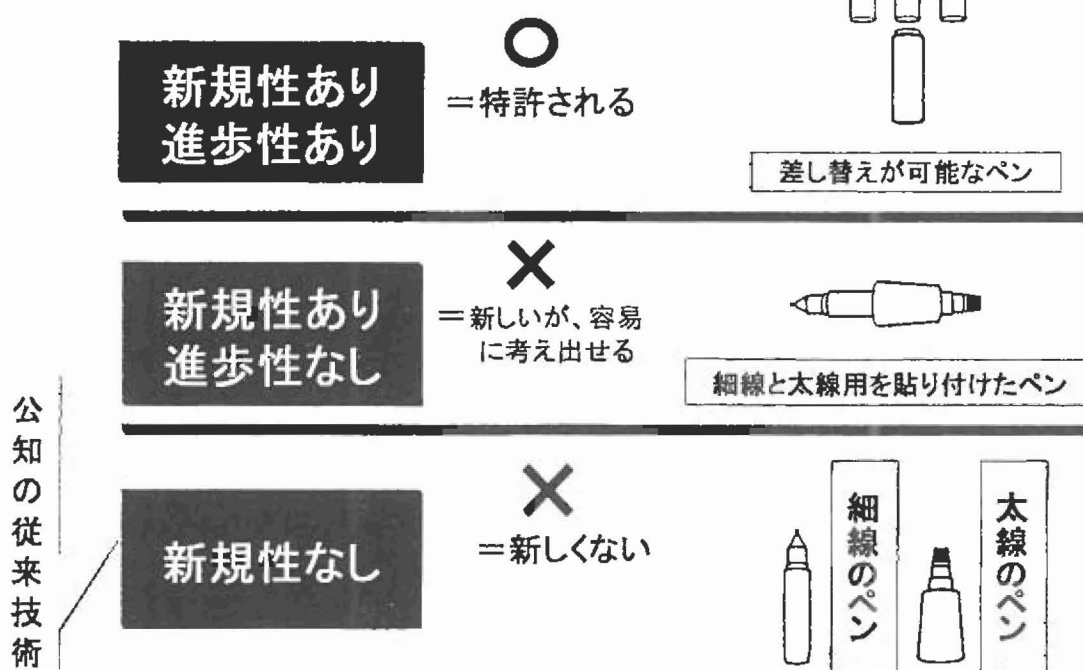 新規性あり
進歩性あり
○
＝特許される
差し替えが可能なペン
新規性あり
進歩性なし
×
＝新しいが、容易
に考え出せる
細線と太線用を貼り付けたペン
公知の従来技術
新規性なし
×
＝新しくない
細線のペン
太線のペン